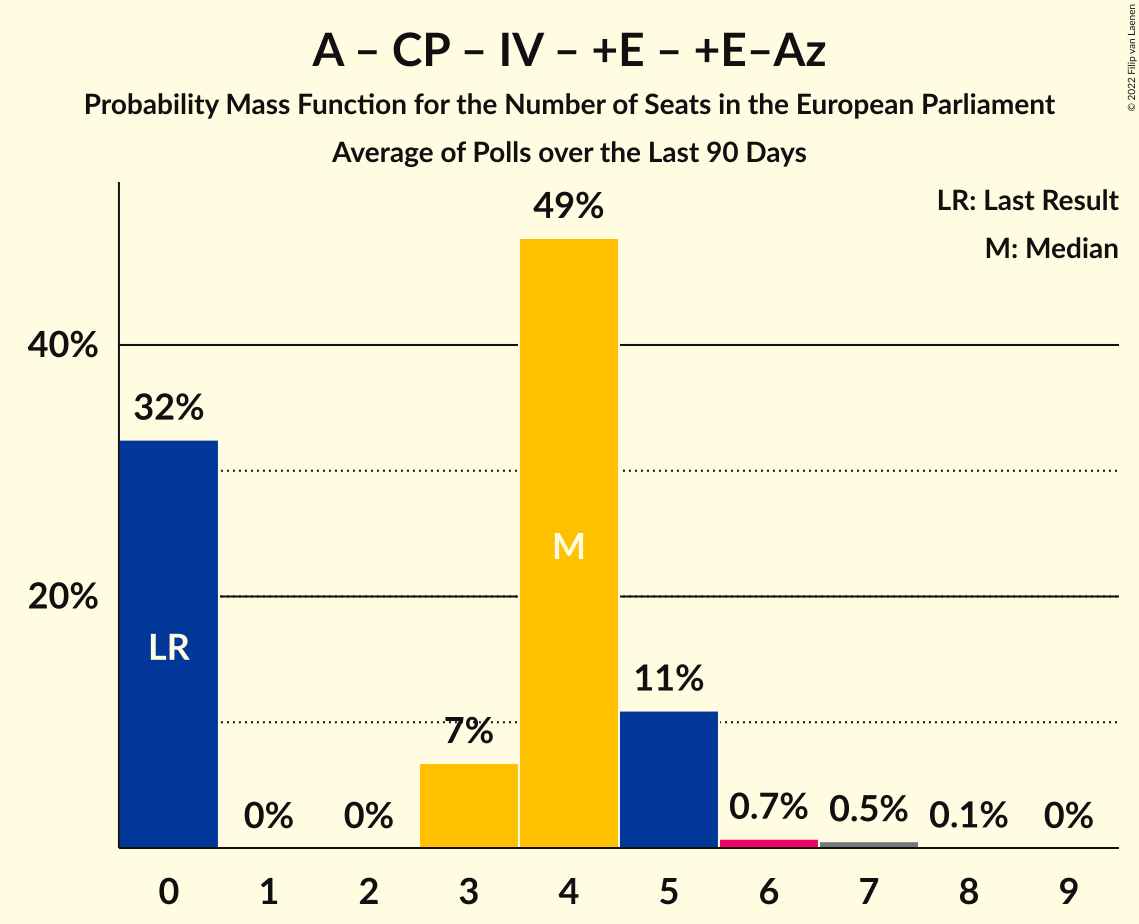 A – CP – IV – +E – +E–Az
Probability Mass Function for the Number of Seats in the European Parliament
Average of Polls over the Last 90 Days
© 2022 Filip van Laenen
LR: Last Result
M: Median
49%
40%
32%
M
20%
LR
11%
7%
0%
0%
0.7%
0.5%
0.1%
0%
0
1
2
3
4
5
6
7
8
9